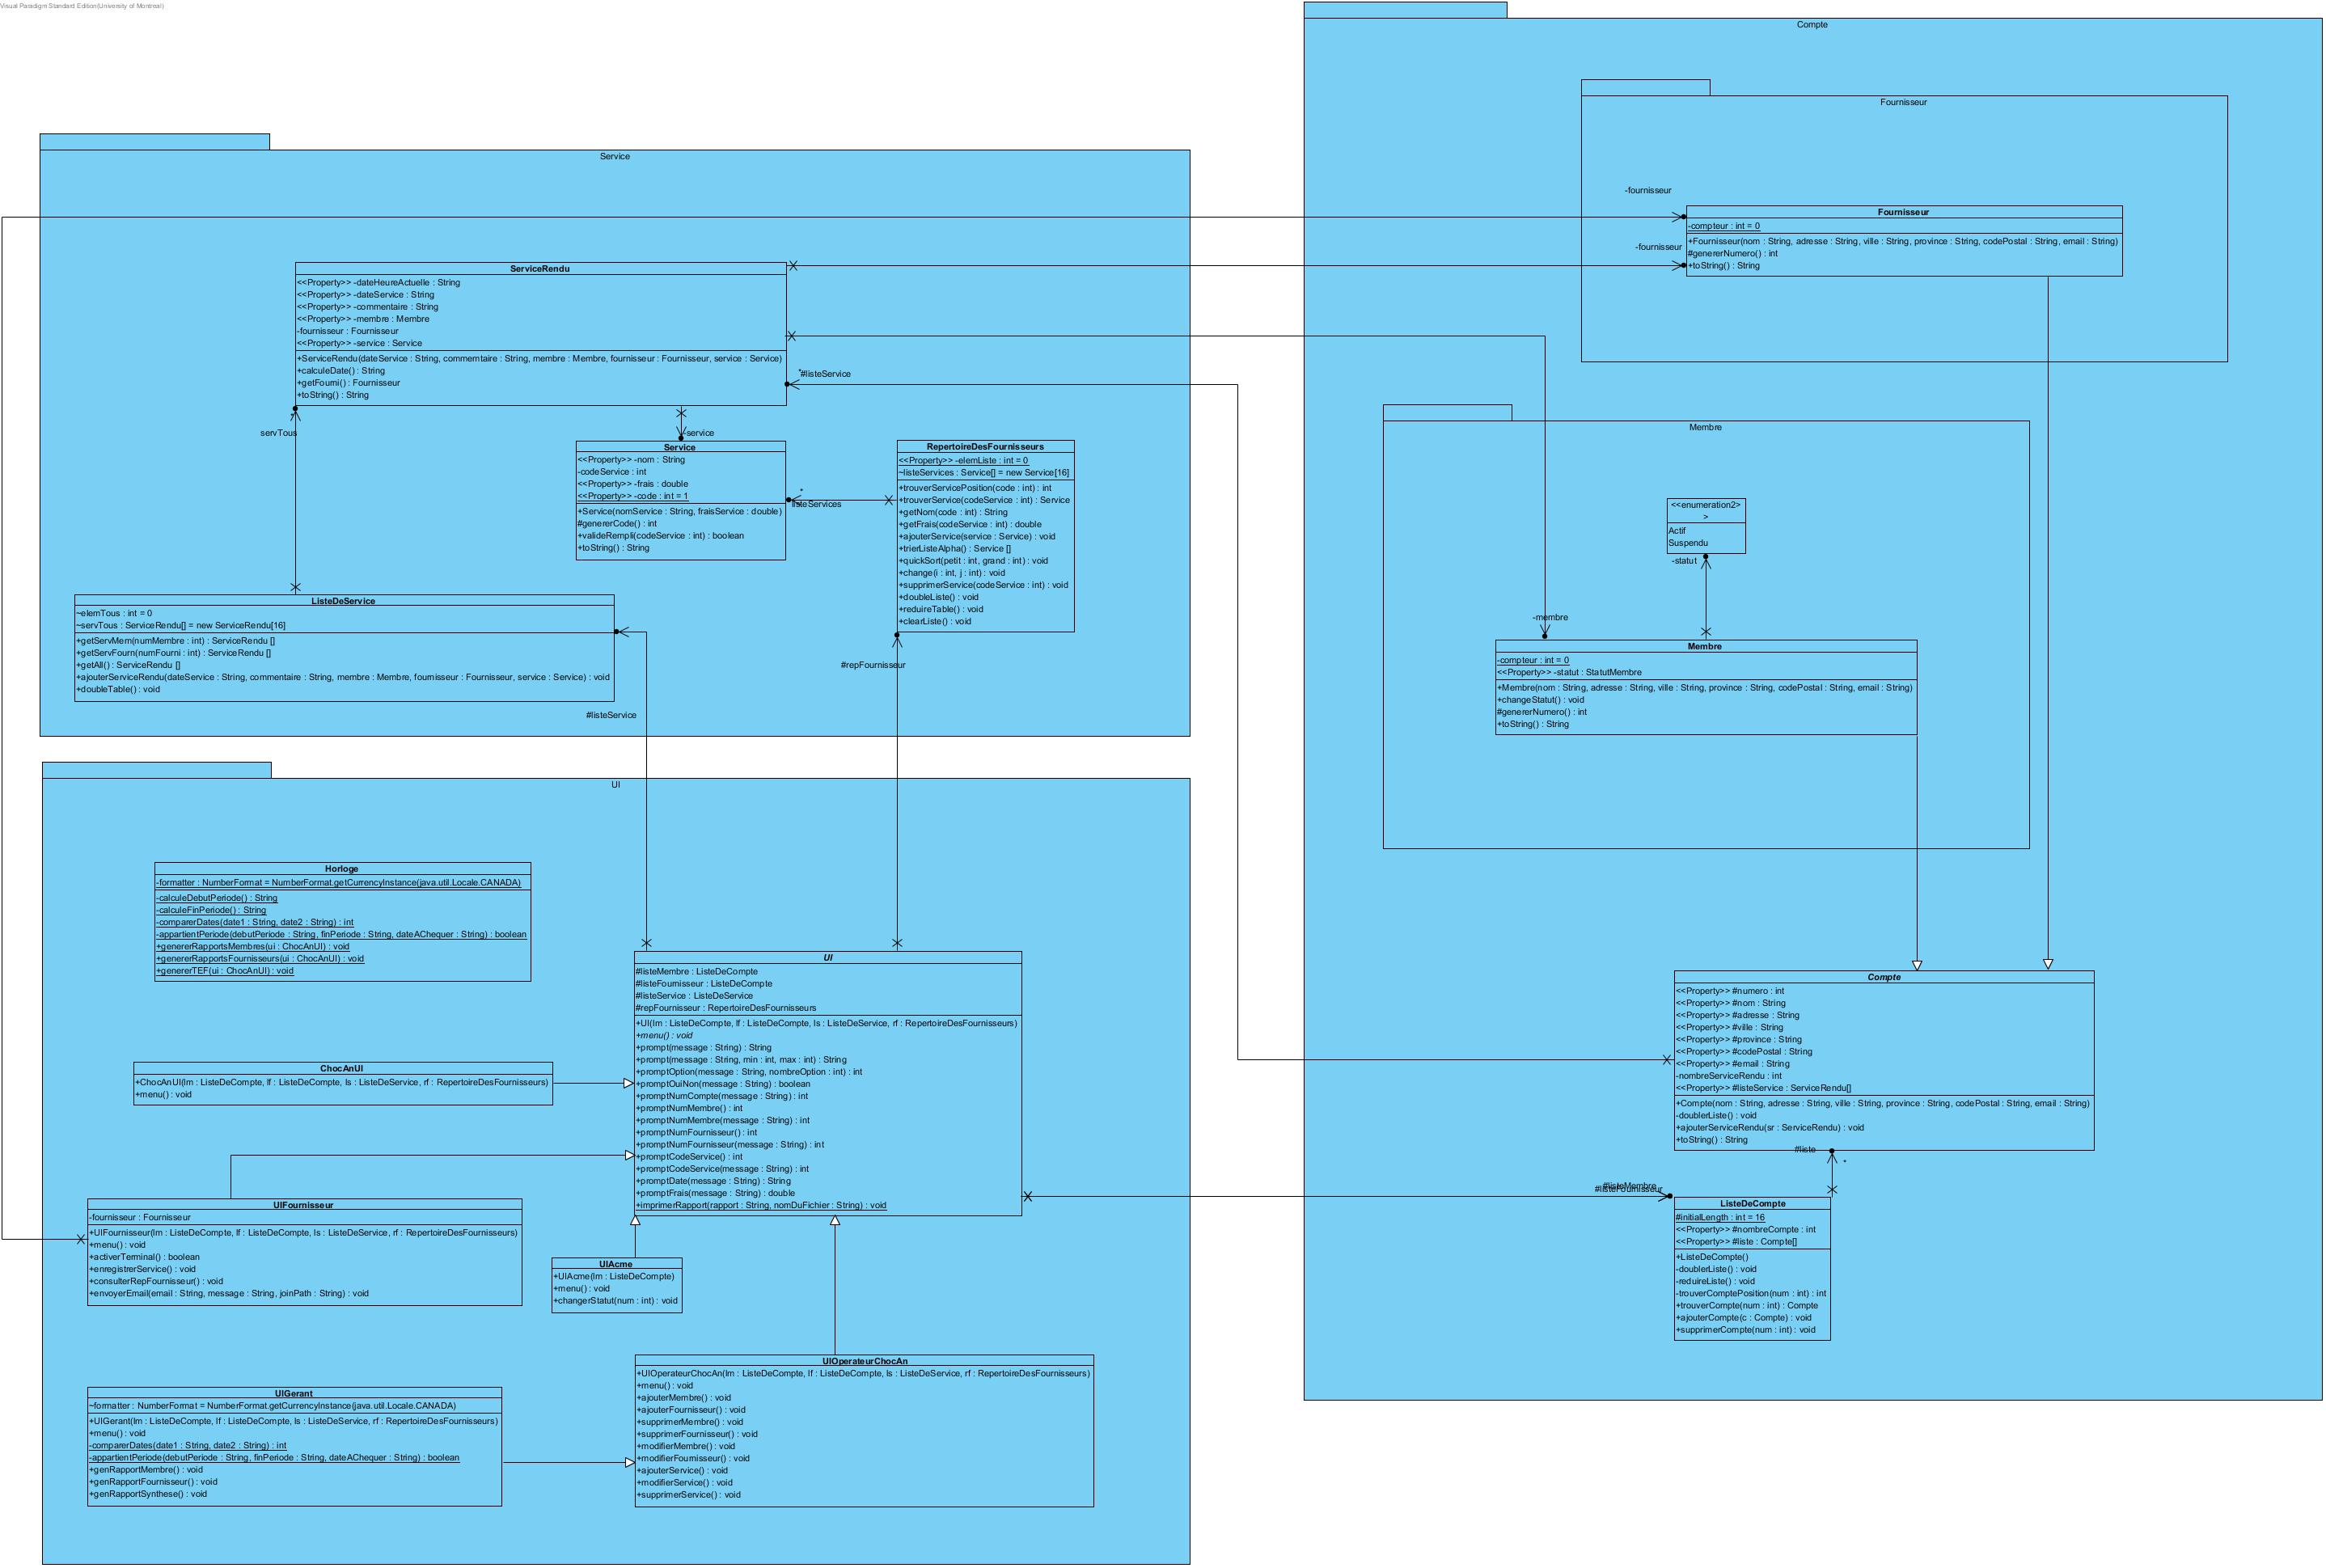 Visual Paradigm Standard Edition(University of Montreal)
Compte
Fournisseur
-fournisseur
Fournisseur
-compteur : int = 0
+Fournisseur(nom : String, adresse : String, ville : String, province : String, codePostal : String, email : String)
#genererNumero() : int
+toString() : String
-fournisseur
Service
ServiceRendu
<<Property>> -dateHeureActuelle : String
<<Property>> -dateService : String
<<Property>> -commentaire : String
<<Property>> -membre : Membre
-fournisseur : Fournisseur
<<Property>> -service : Service
+ServiceRendu(dateService : String, commemtaire : String, membre : Membre, fournisseur : Fournisseur, service : Service)
+calculeDate() : String
+getFourni() : Fournisseur
+toString() : String
*
#listeService
*
servTous
-service
Service
<<Property>> -nom : String
-codeService : int
<<Property>> -frais : double
<<Property>> -code : int = 1
+Service(nomService : String, fraisService : double)
#genererCode() : int
+valideRempli(codeService : int) : boolean
+toString() : String
*
listeServices
RepertoireDesFournisseurs
<<Property>> -elemListe : int = 0
~listeServices : Service[] = new Service[16]
+trouverServicePosition(code : int) : int
+trouverService(codeService : int) : Service
+getNom(code : int) : String
+getFrais(codeService : int) : double
+ajouterService(service : Service) : void
+trierListeAlpha() : Service []
+quickSort(petit : int, grand : int) : void
+change(i : int, j : int) : void
+supprimerService(codeService : int) : void
+doubleListe() : void
+reduireTable() : void
+clearListe() : void
#repFournisseur
ListeDeService
~elemTous : int = 0
~servTous : ServiceRendu[] = new ServiceRendu[16]
+getServMem(numMembre : int) : ServiceRendu []
+getServFourn(numFourni : int) : ServiceRendu []
+getAll() : ServiceRendu []
+ajouterServiceRendu(dateService : String, commentaire : String, membre : Membre, fournisseur : Fournisseur, service : Service) : void
+doubleTable() : void
#listeService
Membre
<<enumeration2>
>
Actif
Suspendu
-statut
-membre
Membre
-compteur : int = 0
<<Property>> -statut : StatutMembre
+Membre(nom : String, adresse : String, ville : String, province : String, codePostal : String, email : String)
+changeStatut() : void
#genererNumero() : int
+toString() : String
UI
Horloge
-formatter : NumberFormat = NumberFormat.getCurrencyInstance(java.util.Locale.CANADA)
-calculeDebutPeriode() : String
-calculeFinPeriode() : String
-comparerDates(date1 : String, date2 : String) : int
-appartientPeriode(debutPeriode : String, finPeriode : String, dateAChequer : String) : boolean
+genererRapportsMembres(ui : ChocAnUI) : void
+genererRapportsFournisseurs(ui : ChocAnUI) : void
+genererTEF(ui : ChocAnUI) : void
UI
#listeMembre : ListeDeCompte
#listeFournisseur : ListeDeCompte
#listeService : ListeDeService
#repFournisseur : RepertoireDesFournisseurs
+UI(lm : ListeDeCompte, lf : ListeDeCompte, ls : ListeDeService, rf : RepertoireDesFournisseurs)
+menu() : void
+prompt(message : String) : String
+prompt(message : String, min : int, max : int) : String
+promptOption(message : String, nombreOption : int) : int
+promptOuiNon(message : String) : boolean
+promptNumCompte(message : String) : int
+promptNumMembre() : int
+promptNumMembre(message : String) : int
+promptNumFournisseur() : int
+promptNumFournisseur(message : String) : int
+promptCodeService() : int
+promptCodeService(message : String) : int
+promptDate(message : String) : String
+promptFrais(message : String) : double
+imprimerRapport(rapport : String, nomDuFichier : String) : void
ChocAnUI
+ChocAnUI(lm : ListeDeCompte, lf : ListeDeCompte, ls : ListeDeService, rf : RepertoireDesFournisseurs)
+menu() : void
Compte
<<Property>> #numero : int
<<Property>> #nom : String
<<Property>> #adresse : String
<<Property>> #ville : String
<<Property>> #province : String
<<Property>> #codePostal : String
<<Property>> #email : String
-nombreServiceRendu : int
<<Property>> #listeService : ServiceRendu[]
+Compte(nom : String, adresse : String, ville : String, province : String, codePostal : String, email : String)
-doublerListe() : void
+ajouterServiceRendu(sr : ServiceRendu) : void
+toString() : String
#liste
*
#listeMembre
#listeFournisseur
ListeDeCompte
#initialLength : int = 16
<<Property>> #nombreCompte : int
<<Property>> #liste : Compte[]
+ListeDeCompte()
-doublerListe() : void
-reduireListe() : void
-trouverComptePosition(num : int) : int
+trouverCompte(num : int) : Compte
+ajouterCompte(c : Compte) : void
+supprimerCompte(num : int) : void
UIFournisseur
-fournisseur : Fournisseur
+UIFournisseur(lm : ListeDeCompte, lf : ListeDeCompte, ls : ListeDeService, rf : RepertoireDesFournisseurs)
+menu() : void
+activerTerminal() : boolean
+enregistrerService() : void
+consulterRepFournisseur() : void
+envoyerEmail(email : String, message : String, joinPath : String) : void
UIAcme
+UIAcme(lm : ListeDeCompte)
+menu() : void
+changerStatut(num : int) : void
UIOperateurChocAn
+UIOperateurChocAn(lm : ListeDeCompte, lf : ListeDeCompte, ls : ListeDeService, rf : RepertoireDesFournisseurs)
+menu() : void
+ajouterMembre() : void
+ajouterFournisseur() : void
+supprimerMembre() : void
+supprimerFournisseur() : void
+modifierMembre() : void
+modifierFournisseur() : void
+ajouterService() : void
+modifierService() : void
+supprimerService() : void
UIGerant
~formatter : NumberFormat = NumberFormat.getCurrencyInstance(java.util.Locale.CANADA)
+UIGerant(lm : ListeDeCompte, lf : ListeDeCompte, ls : ListeDeService, rf : RepertoireDesFournisseurs)
+menu() : void
-comparerDates(date1 : String, date2 : String) : int
-appartientPeriode(debutPeriode : String, finPeriode : String, dateAChequer : String) : boolean
+genRapportMembre() : void
+genRapportFournisseur() : void
+genRapportSynthese() : void